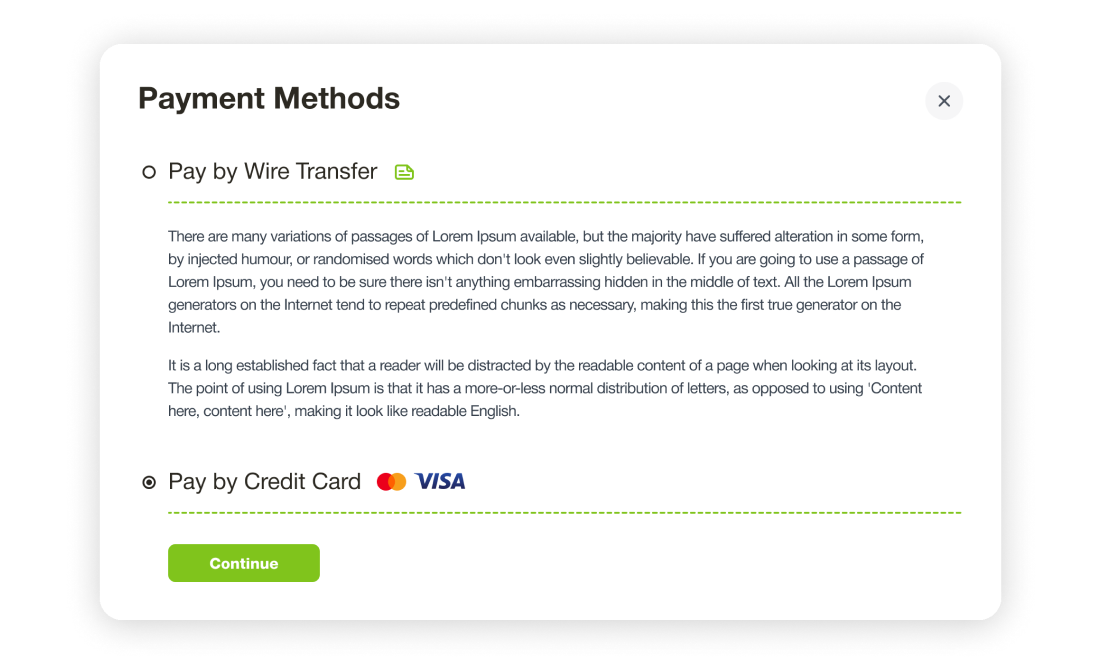 Payment Methods
Pay by Wire Transfer
There are many variations of passages of Lorem Ipsum available, but the majority have suffered alteration in some form,
by injected humour, or randomised words which don't look even slightly believable. If you are going to use a passage of
Lorem Ipsum, you need to be sure there isn't anything embarrassing hidden in the middle of text. All the Lorem Ipsum
generators on the Internet tend to repeat predefined chunks as necessary, making this the first true generator on the
Internet.
It is a long established fact that a reader will be distracted by the readable content of a page when looking at its layout.
The point of using Lorem Ipsum is that it has a more-or-less normal distribution of letters, as opposed to using 'Content
here, content here', making it look like readable English.
Pay by Credit Card VISA
Continue